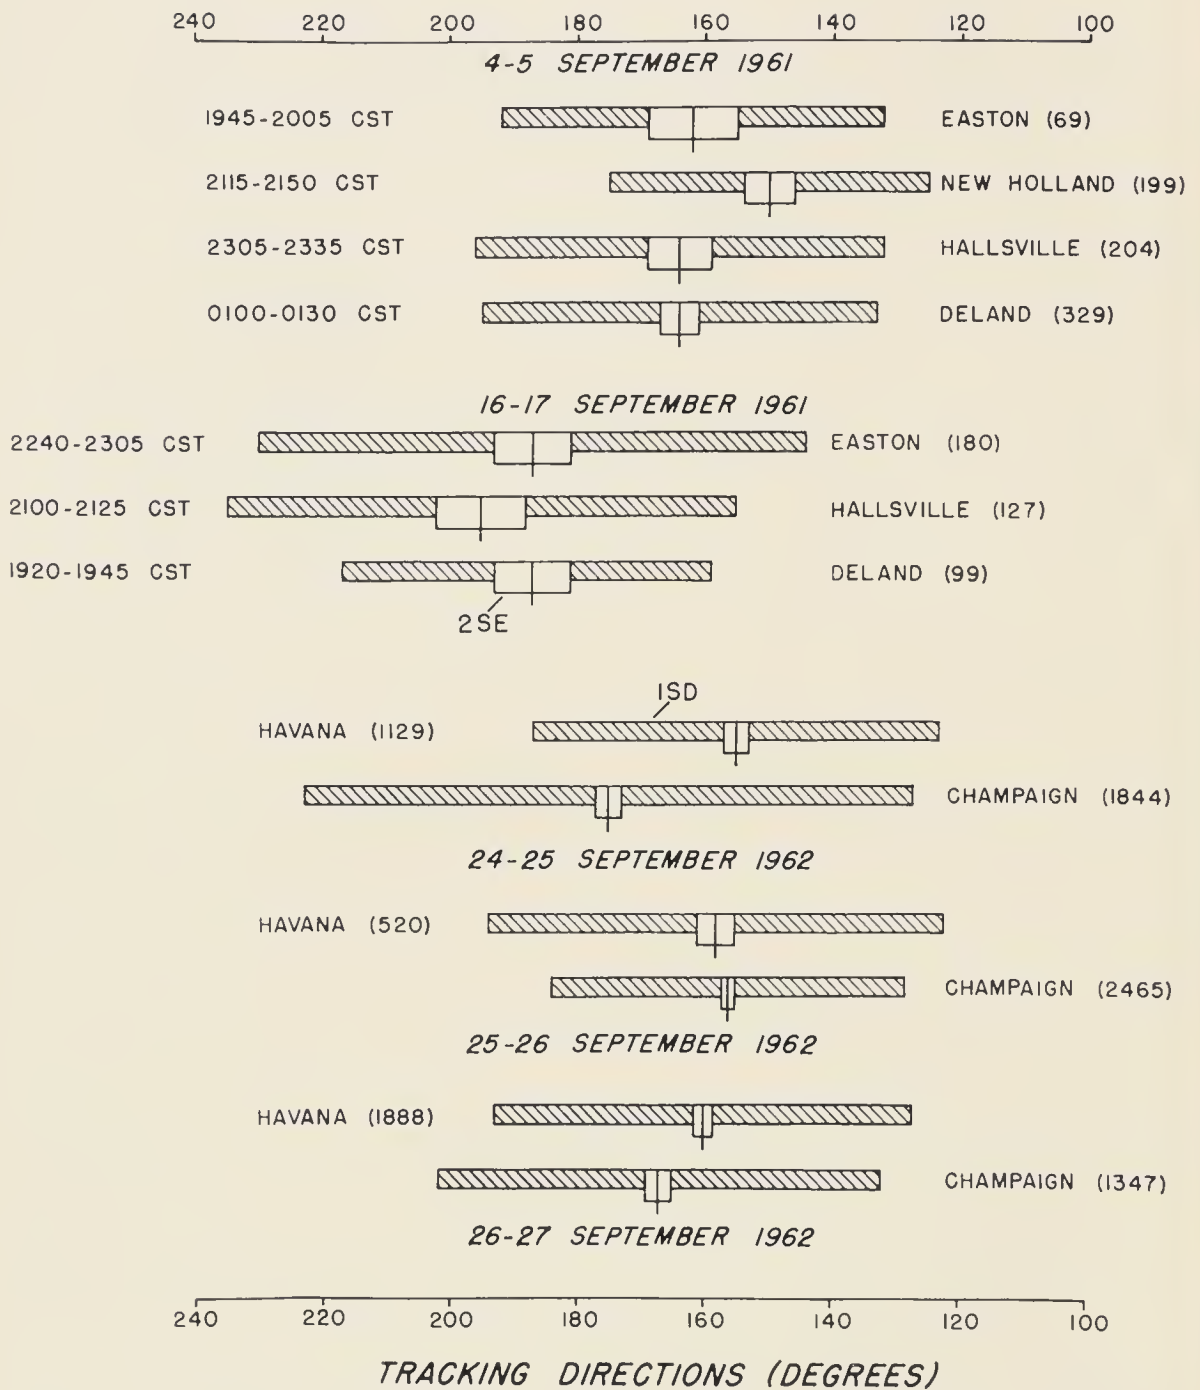 240 220 200 180 160 140 120 100
4-5 SEPTEMBER 1961
1945-2005 CST EASTON (69)
2115-2150 CST NEW HOLLAND (199)
2305-2335 CST HALLSVILLE (204)
0100-0130 CST DELAND (329)
16-17 SEPTEMBER 1961
2240-2305 CST EASTON (180)
2100-2125 CST HALLSVILLE (127)
1920-1945 CST DELAND (99)
2SE
1SD
HAVANA (1129)
CHAMPAIGN (1844)
24-25 SEPTEMBER 1962
HAVANA (520)
CHAMPAIGN (2465)
25-26 SEPTEMBER 1962
HAVANA (1888)
CHAMPAIGN (1347)
26-27 SEPTEMBER 1962
240 220 200 180 160 140 120 100
TRACKING DIRECTIONS (DEGREES)